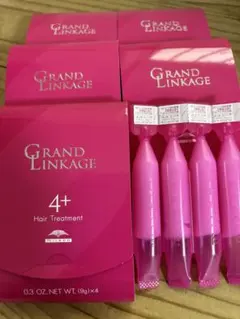 GRAND
LINKAGE
GRAND
LINKAGE
GRAND
LINKAGE
GRAND
LINKAGE
GRAND
LINKAGE
4+
Hair Treatment
MILBON
0.3 OZ. NET WT. (9g)×4